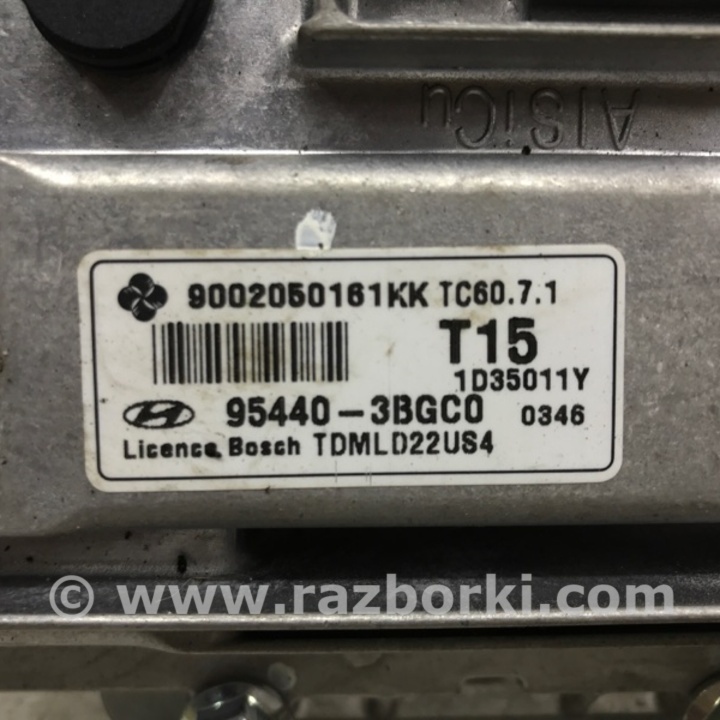 AlSiCu
9002050161KK TC60.7.1
T15
1D35011Y
95440-3BGC0 0346
Licence Bosch TDMLD22US4
© www.razborki.com